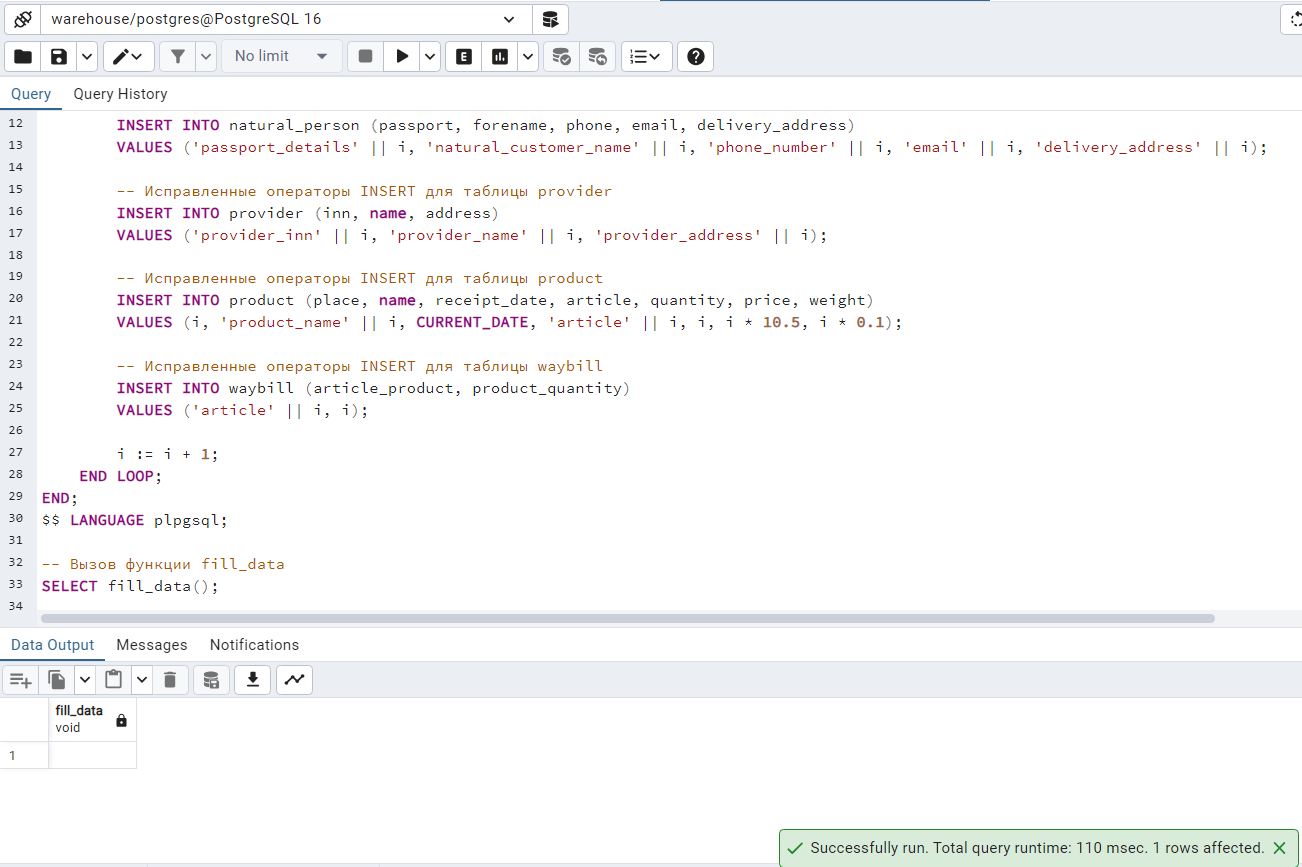 warehouse/postgres@PostgreSQL 16
No limit
E
Query Query History
12 INSERT INTO natural_person (passport, forename, phone, email, delivery_address)
13 VALUES ('passport_details' || i, 'natural_customer_name' || i, 'phone_number' || i, 'email' || i, 'delivery_address' || i);
14
15 -- Исправленные операторы INSERT для таблицы provider
16 INSERT INTO provider (inn, name, address)
17 VALUES ('provider_inn' || i, 'provider_name' || i, 'provider_address' || i);
18
19 -- Исправленные операторы INSERT для таблицы product
20 INSERT INTO product (place, name, receipt_date, article, quantity, price, weight)
21 VALUES (i, 'product_name' || i, CURRENT_DATE, 'article' || i, i, i * 10.5, i * 0.1);
22
23 -- Исправленные операторы INSERT для таблицы waybill
24 INSERT INTO waybill (article_product, product_quantity)
25 VALUES ('article' || i, i);
26
27 i := i + 1;
28 END LOOP;
29 END;
30 $$ LANGUAGE plpgsql;
31
32 -- Вызов функции fill_data
33 SELECT fill_data();
34
Data Output Messages Notifications
fill_data
void
1
Successfully run. Total query runtime: 110 msec. 1 rows affected.